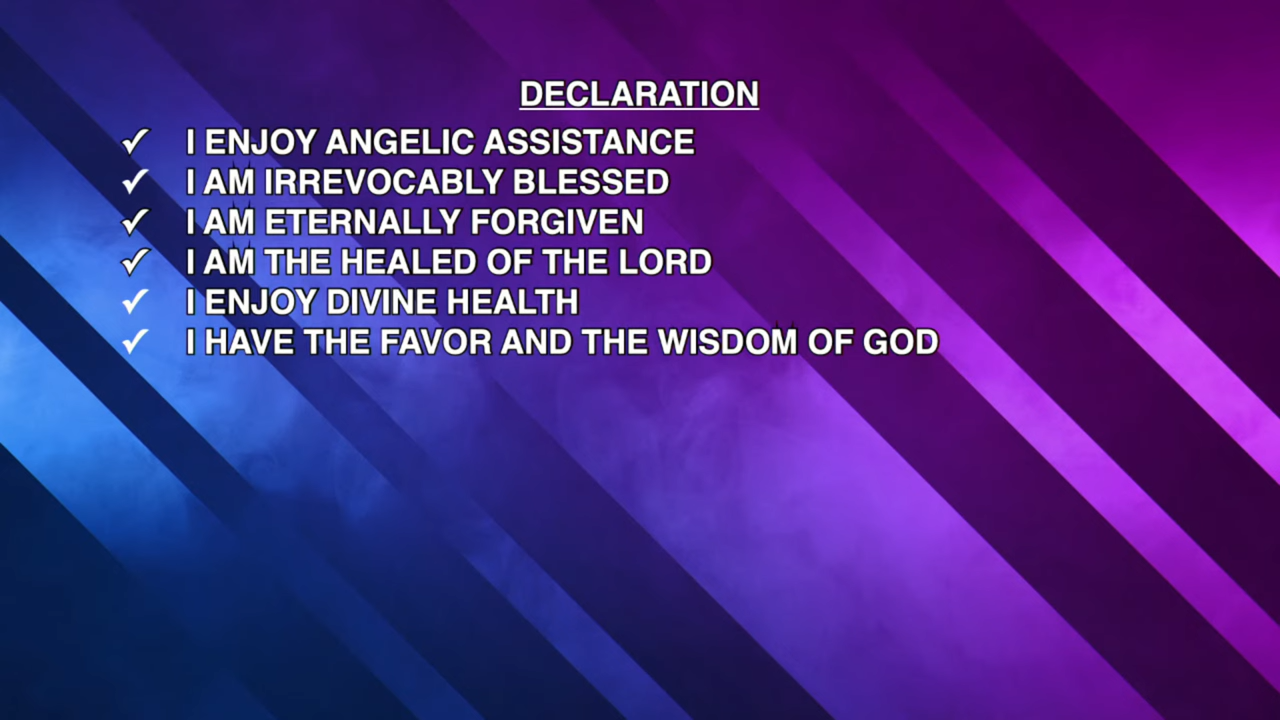 DECLARATION
✓ I ENJOY ANGELIC ASSISTANCE
✓ I AM IRREVOCABLY BLESSED
✓ I AM ETERNALLY FORGIVEN
✓ I AM THE HEALED OF THE LORD
✓ I ENJOY DIVINE HEALTH
✓ I HAVE THE FAVOR AND THE WISDOM OF GOD